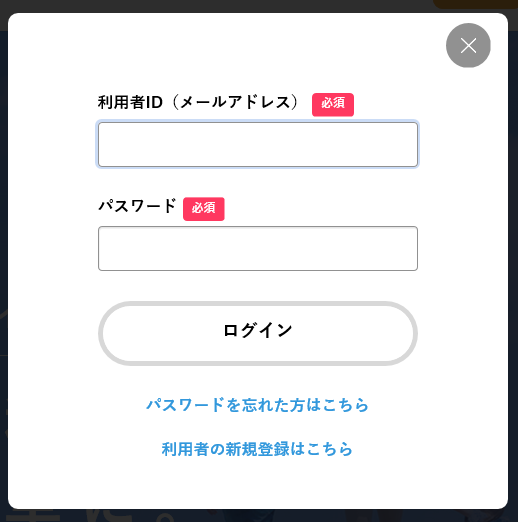 利用者ID（メールアドレス） 必須
パスワード 必須
ログイン
パスワードを忘れた方はこちら
利用者の新規登録はこちら